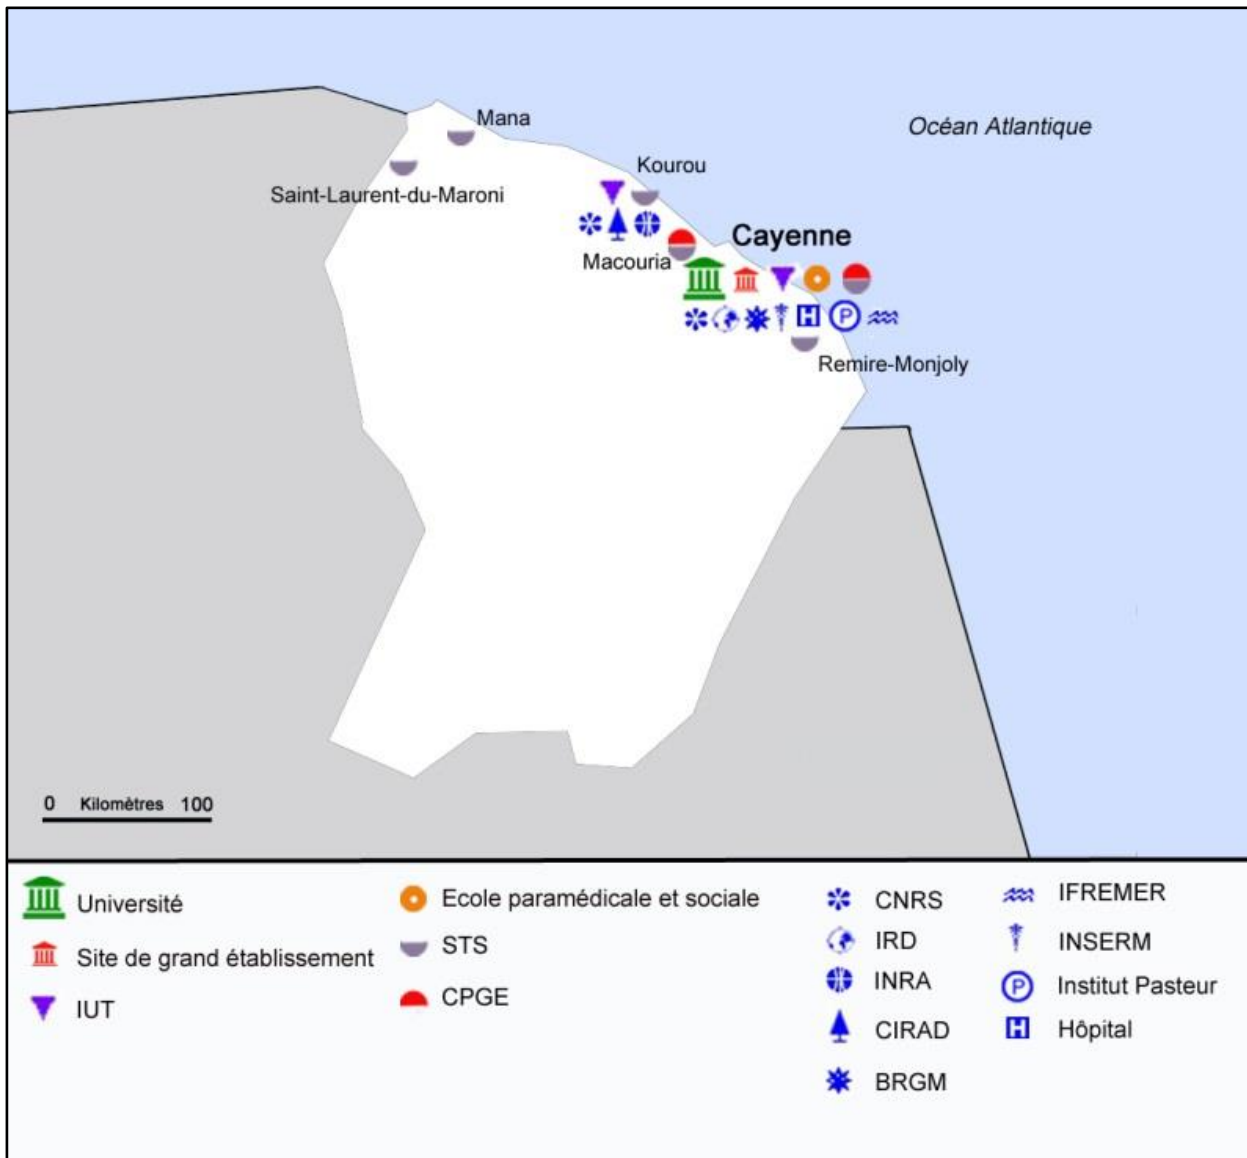 Mana
Océan Atlantique
Kourou
Saint-Laurent-du-Maroni
Cayenne
Macouria
H
P
Remire-Monjoly
0 Kilomètres 100
Université
Site de grand établissement
IUT
Ecole paramédicale et sociale
STS
CPGE
CNRS
IRD
INRA
CIRAD
BRGM
IFREMER
INSERM
P Institut Pasteur
H Hôpital